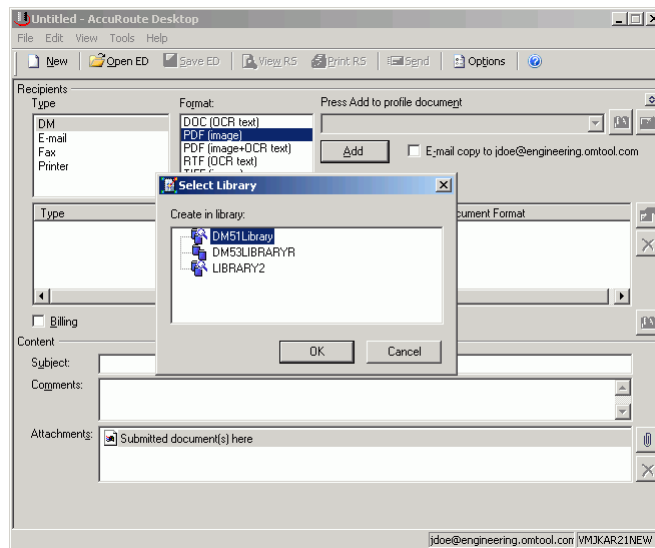 Untitled - AccuRoute Desktop
File Edit View Tools Help
New Open ED Save ED View RS Print RS Send Options
Recipients
Type Format: Press Add to profile document
DM
E-mail
Fax
Printer
DOC (OCR text)
PDF (image)
PDF (image+OCR text)
RTF (OCR text)
Add E-mail copy to jdoe@engineering.omtool.com
Select Library
Create in library:
DM51Library
DM53LIBRARYR
LIBRARY2
OK Cancel
Type cument Format
Billing
Content
Subject:
Comments:
Attachments: Submitted document(s) here
jdoe@engineering.omtool.com VMJKAR21NEW